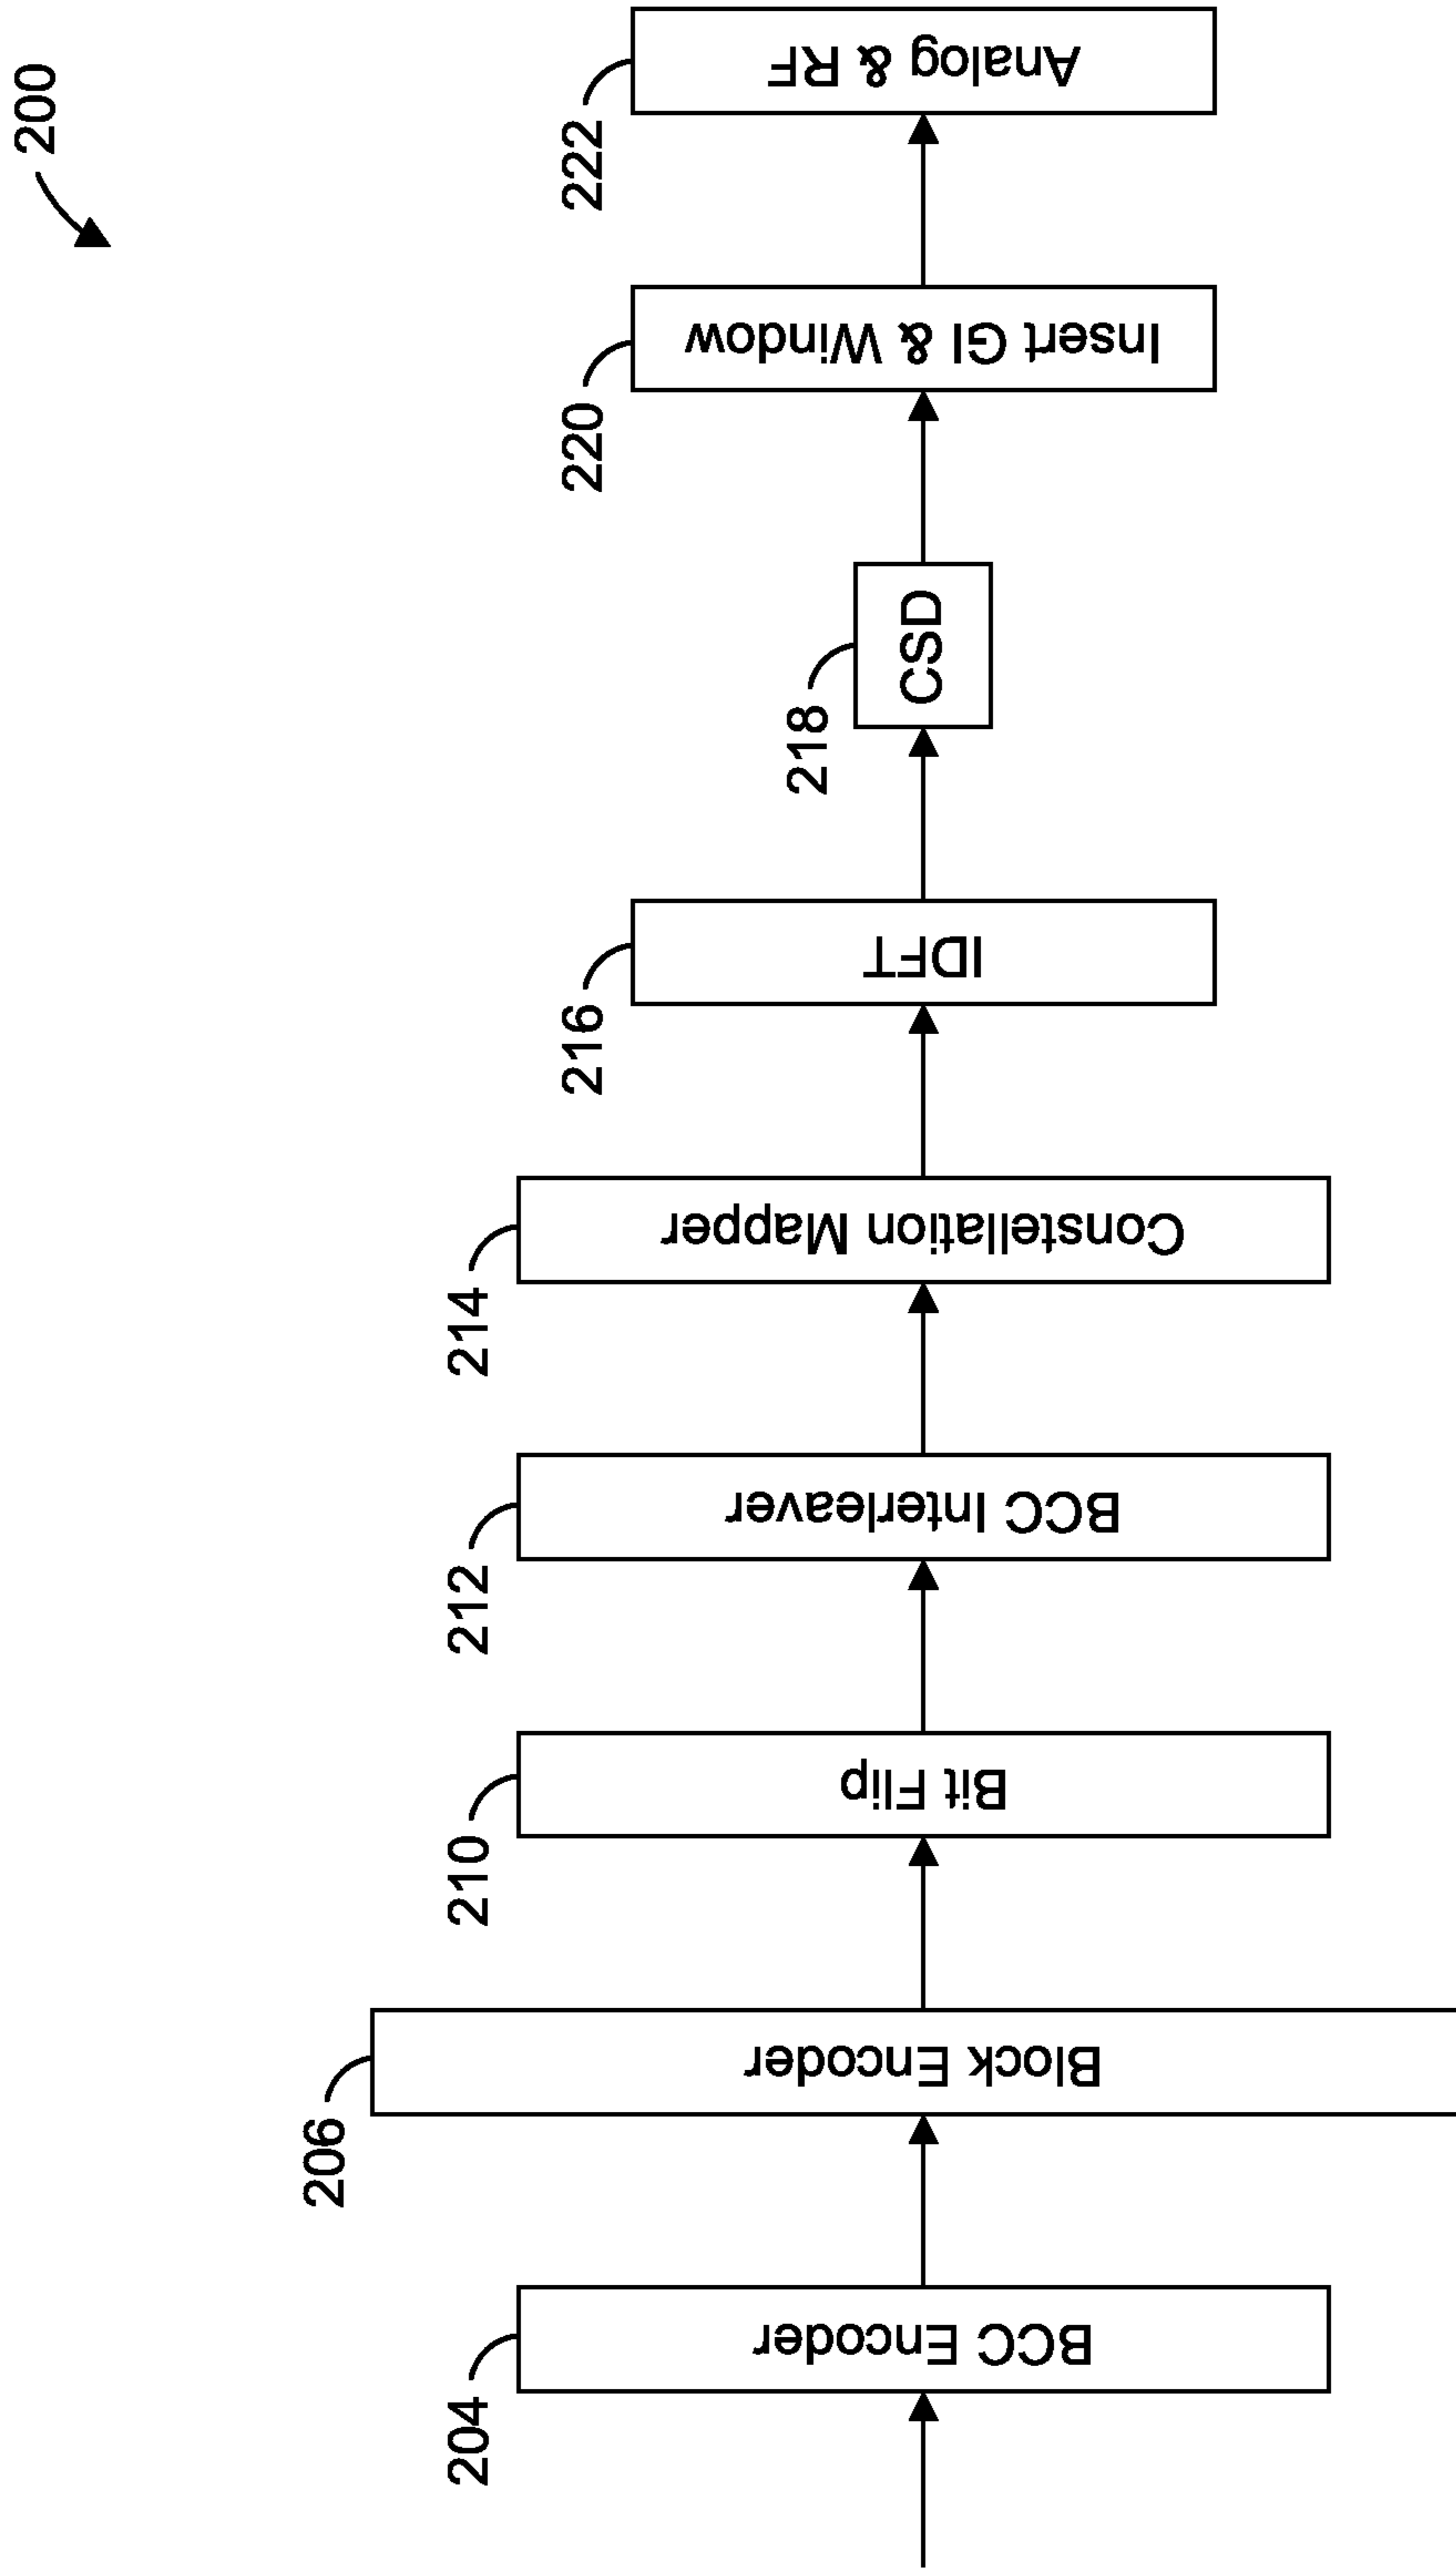 200
204
BCC Encoder
206
Block Encoder
210
Bit Flip
212
BCC Interleaver
214
Constellation Mapper
216
IDFT
218
CSD
220
Insert GI & Window
222
Analog & RF